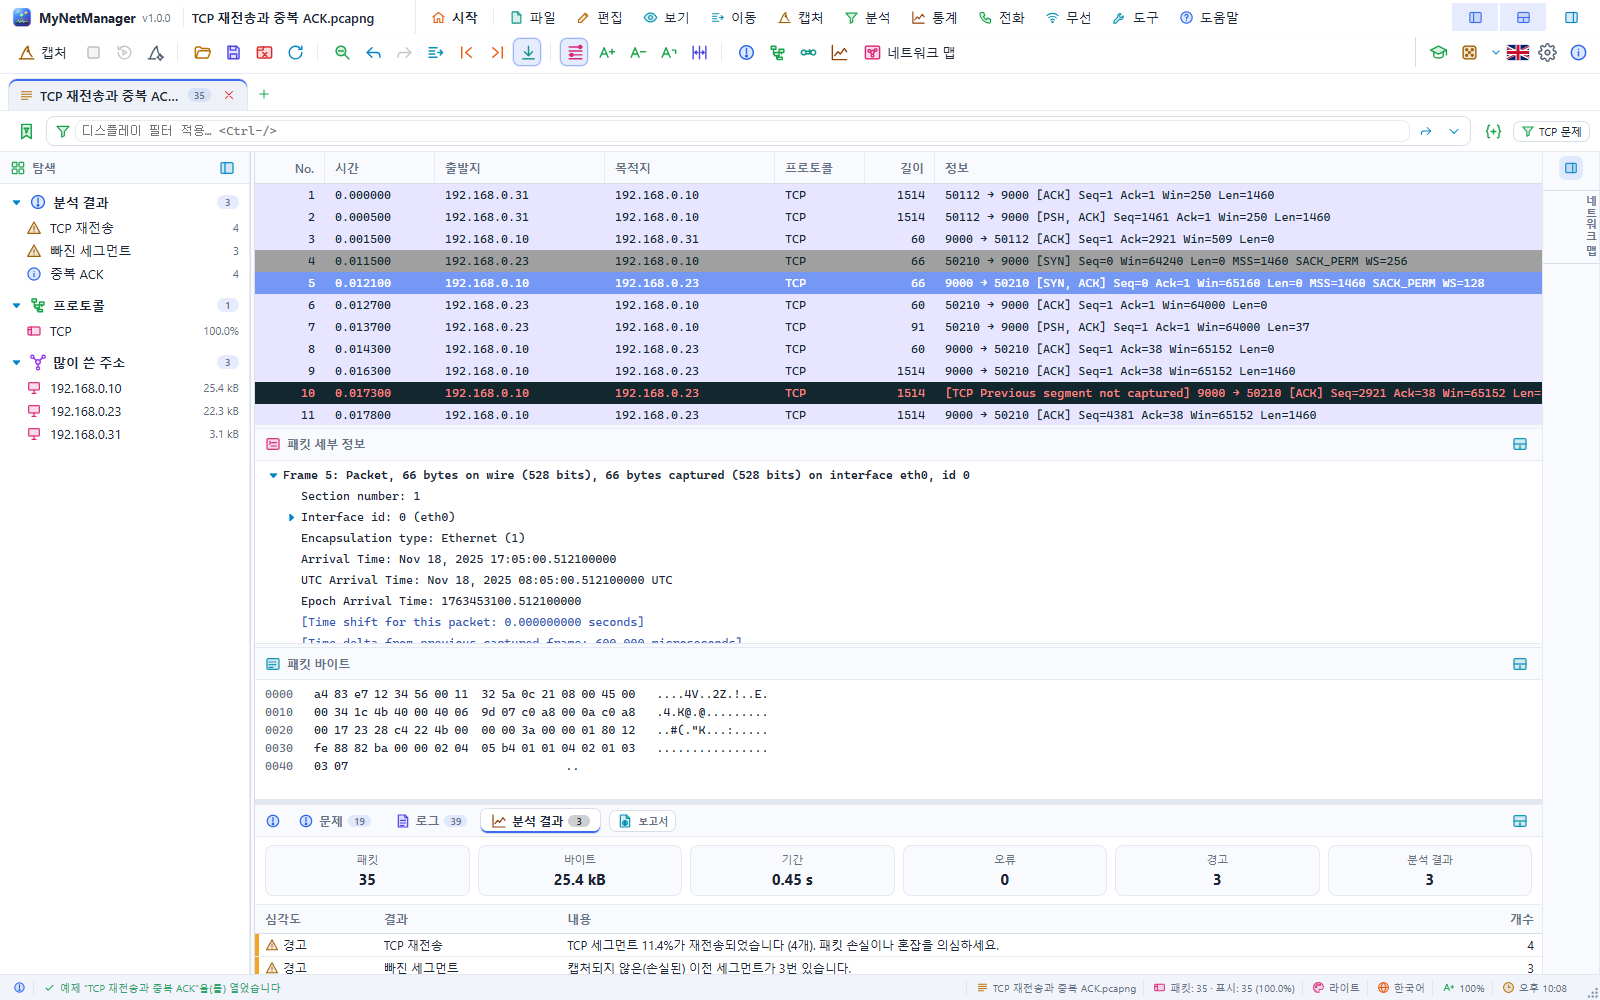 MyNetManager v1.0.0 TCP 재전송과 중복 ACK.pcapng 시작 파일 편집 보기 이동 캡처 분석 통계 전화 무선 도구 도움말
캡처 네트워크 맵
TCP 재전송과 중복 AC... 35
디스플레이 필터 적용… <Ctrl-/> TCP 문제
탐색
분석 결과 3
TCP 재전송 4
빠진 세그먼트 3
중복 ACK 4
프로토콜 1
TCP 100.0%
많이 쓴 주소 3
192.168.0.10 25.4 kB
192.168.0.23 22.3 kB
192.168.0.31 3.1 kB
No. 시간 출발지 목적지 프로토콜 길이 정보
1 0.000000 192.168.0.31 192.168.0.10 TCP 1514 50112 → 9000 [ACK] Seq=1 Ack=1 Win=250 Len=1460
2 0.000500 192.168.0.31 192.168.0.10 TCP 1514 50112 → 9000 [PSH, ACK] Seq=1461 Ack=1 Win=250 Len=1460
3 0.001500 192.168.0.10 192.168.0.31 TCP 60 9000 → 50112 [ACK] Seq=1 Ack=2921 Win=509 Len=0
4 0.011500 192.168.0.23 192.168.0.10 TCP 66 50210 → 9000 [SYN] Seq=0 Win=64240 Len=0 MSS=1460 SACK_PERM WS=256
5 0.012100 192.168.0.10 192.168.0.23 TCP 66 9000 → 50210 [SYN, ACK] Seq=0 Ack=1 Win=65160 Len=0 MSS=1460 SACK_PERM WS=128
6 0.012700 192.168.0.23 192.168.0.10 TCP 60 50210 → 9000 [ACK] Seq=1 Ack=1 Win=64000 Len=0
7 0.013700 192.168.0.23 192.168.0.10 TCP 91 50210 → 9000 [PSH, ACK] Seq=1 Ack=1 Win=64000 Len=37
8 0.014300 192.168.0.10 192.168.0.23 TCP 60 9000 → 50210 [ACK] Seq=1 Ack=38 Win=65152 Len=0
9 0.016300 192.168.0.10 192.168.0.23 TCP 1514 9000 → 50210 [ACK] Seq=1 Ack=38 Win=65152 Len=1460
10 0.017300 192.168.0.10 192.168.0.23 TCP 1514 [TCP Previous segment not captured] 9000 → 50210 [ACK] Seq=2921 Ack=38 Win=65152 Len=
11 0.017800 192.168.0.10 192.168.0.23 TCP 1514 9000 → 50210 [ACK] Seq=4381 Ack=38 Win=65152 Len=1460
네트워크 맵
패킷 세부 정보
Frame 5: Packet, 66 bytes on wire (528 bits), 66 bytes captured (528 bits) on interface eth0, id 0
Section number: 1
Interface id: 0 (eth0)
Encapsulation type: Ethernet (1)
Arrival Time: Nov 18, 2025 17:05:00.512100000
UTC Arrival Time: Nov 18, 2025 08:05:00.512100000 UTC
Epoch Arrival Time: 1763453100.512100000
[Time shift for this packet: 0.000000000 seconds]
[Time delta from previous captured frame: 600.000 microseconds]
패킷 바이트
0000 a4 83 e7 12 34 56 00 11 32 5a 0c 21 08 00 45 00 ....4V..2Z.!..E.
0010 00 34 1c 4b 40 00 40 06 9d 07 c0 a8 00 0a c0 a8 .4.K@.@.........
0020 00 17 23 28 c4 22 4b 00 00 00 3a 00 00 01 80 12 ..#(."K...:.....
0030 fe 88 82 ba 00 00 02 04 05 b4 01 01 04 02 01 03 ................
0040 03 07 ..
문제 19 로그 39 분석 결과 3 보고서
패킷 바이트 기간 오류 경고 분석 결과
35 25.4 kB 0.45 s 0 3 3
심각도 결과 내용 개수
경고 TCP 재전송 TCP 세그먼트 11.4%가 재전송되었습니다 (4개). 패킷 손실이나 혼잡을 의심하세요. 4
경고 빠진 세그먼트 캡처되지 않은(손실된) 이전 세그먼트가 3번 있습니다. 3
예제 "TCP 재전송과 중복 ACK"을(를) 열었습니다 TCP 재전송과 중복 ACK.pcapng 패킷: 35 · 표시: 35 (100.0%) 라이트 한국어 100% 오후 10:08